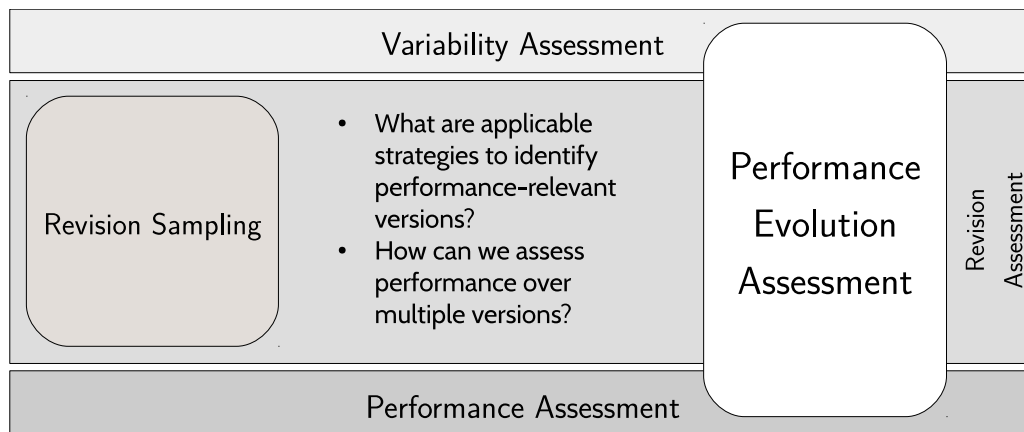 Variability Assessment
Revision Sampling
• What are applicable
strategies to identify
performance-relevant
versions?
• How can we assess
performance over
multiple versions?
Performance
Evolution
Assessment
Revision
Assessment
Performance Assessment